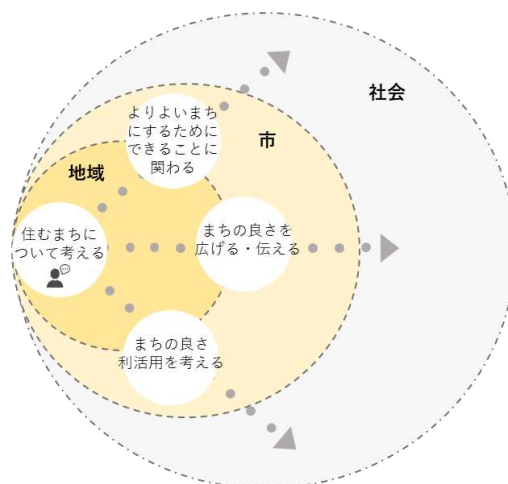 社会
よりよいまち
にするために
できることに
関わる
市
地域
住むまちに
ついて考える
まちの良さを
広げる・伝える
まちの良さ
利活用を考える